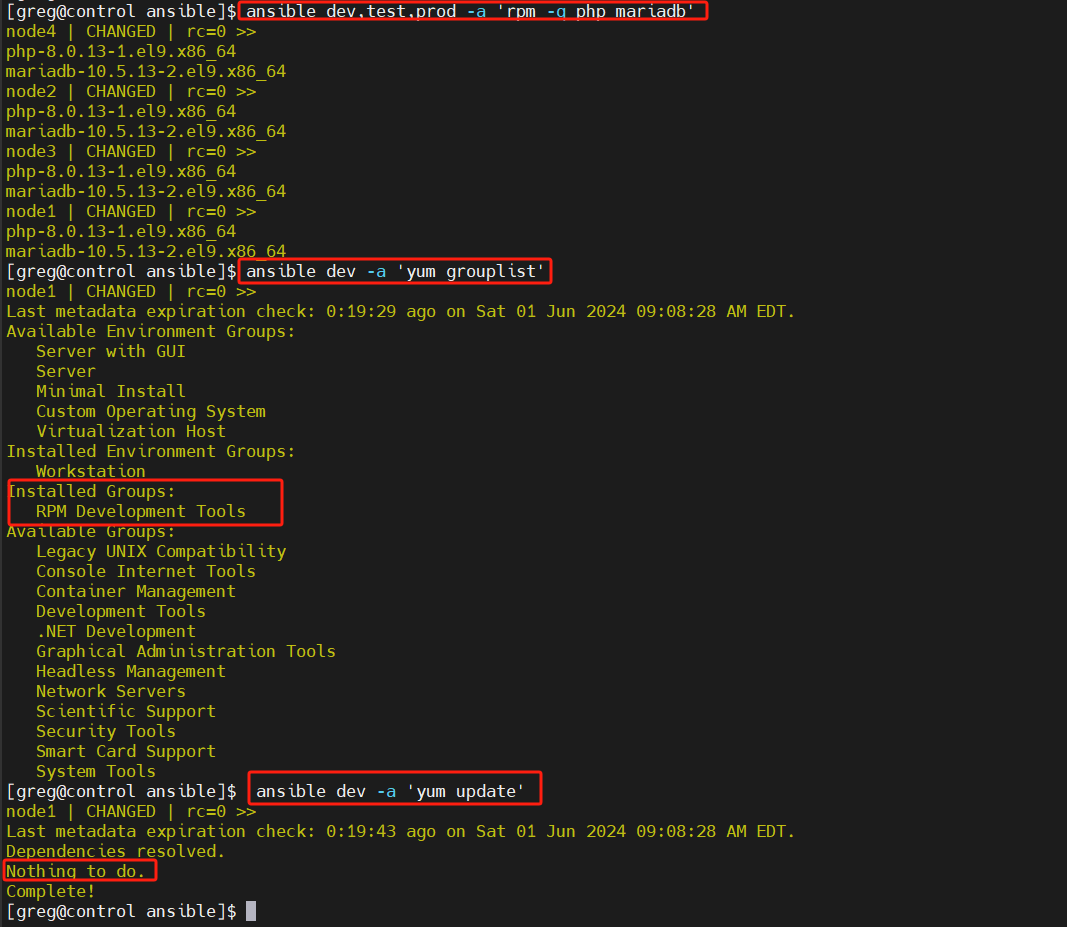 [greg@control ansible]$ ansible dev,test,prod -a 'rpm -q php mariadb'
node4 | CHANGED | rc=0 >>
php-8.0.13-1.el9.x86_64
mariadb-10.5.13-2.el9.x86_64
node2 | CHANGED | rc=0 >>
php-8.0.13-1.el9.x86_64
mariadb-10.5.13-2.el9.x86_64
node3 | CHANGED | rc=0 >>
php-8.0.13-1.el9.x86_64
mariadb-10.5.13-2.el9.x86_64
node1 | CHANGED | rc=0 >>
php-8.0.13-1.el9.x86_64
mariadb-10.5.13-2.el9.x86_64
[greg@control ansible]$ ansible dev -a 'yum grouplist'
node1 | CHANGED | rc=0 >>
Last metadata expiration check: 0:19:29 ago on Sat 01 Jun 2024 09:08:28 AM EDT.
Available Environment Groups:
   Server with GUI
   Server
   Minimal Install
   Custom Operating System
   Virtualization Host
Installed Environment Groups:
   Workstation
Installed Groups:
   RPM Development Tools
Available Groups:
   Legacy UNIX Compatibility
   Console Internet Tools
   Container Management
   Development Tools
   .NET Development
   Graphical Administration Tools
   Headless Management
   Network Servers
   Scientific Support
   Security Tools
   Smart Card Support
   System Tools
[greg@control ansible]$  ansible dev -a 'yum update'
node1 | CHANGED | rc=0 >>
Last metadata expiration check: 0:19:43 ago on Sat 01 Jun 2024 09:08:28 AM EDT.
Dependencies resolved.
Nothing to do.
Complete!
[greg@control ansible]$